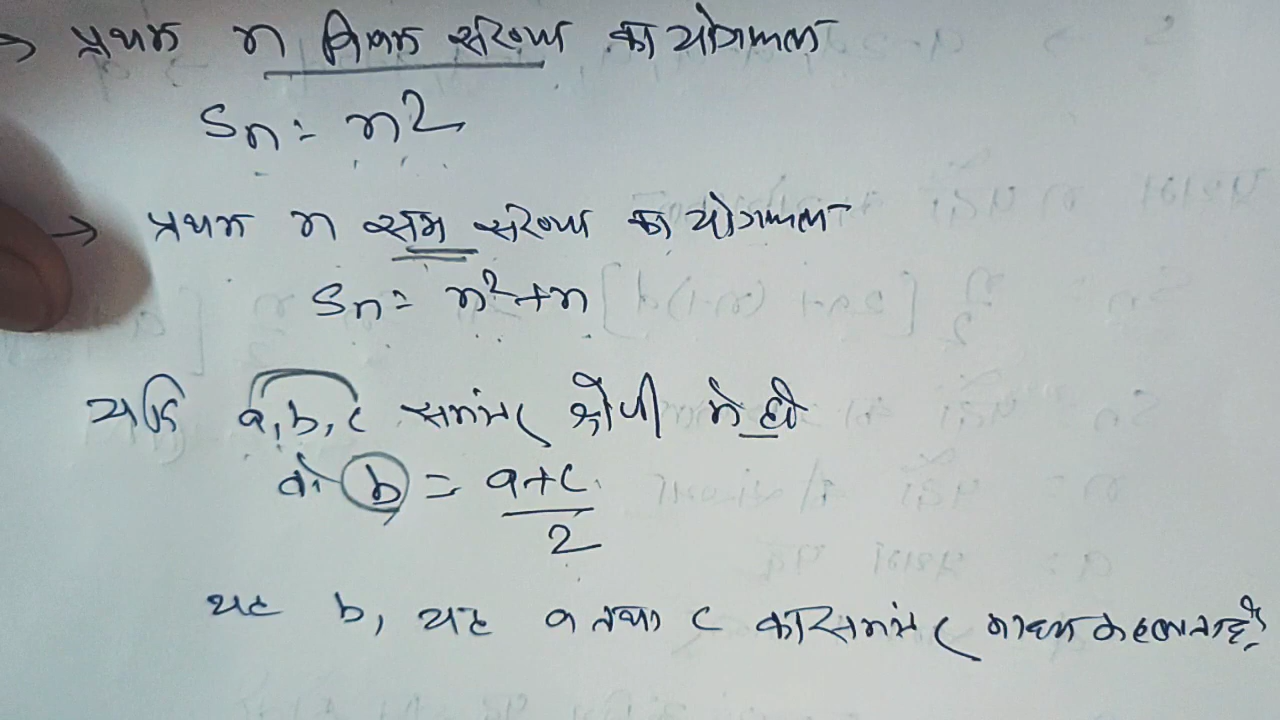 → प्रथम n विषम संख्या का योगफल
Sn = n²
→ प्रथम n सम संख्या का योगफल
Sn = n²+n
यदि a, b, c समांतर श्रेणी में हो
तो b = a+c / 2
यह b, यह a तथा c का समांतर माध्य कहलाता है।